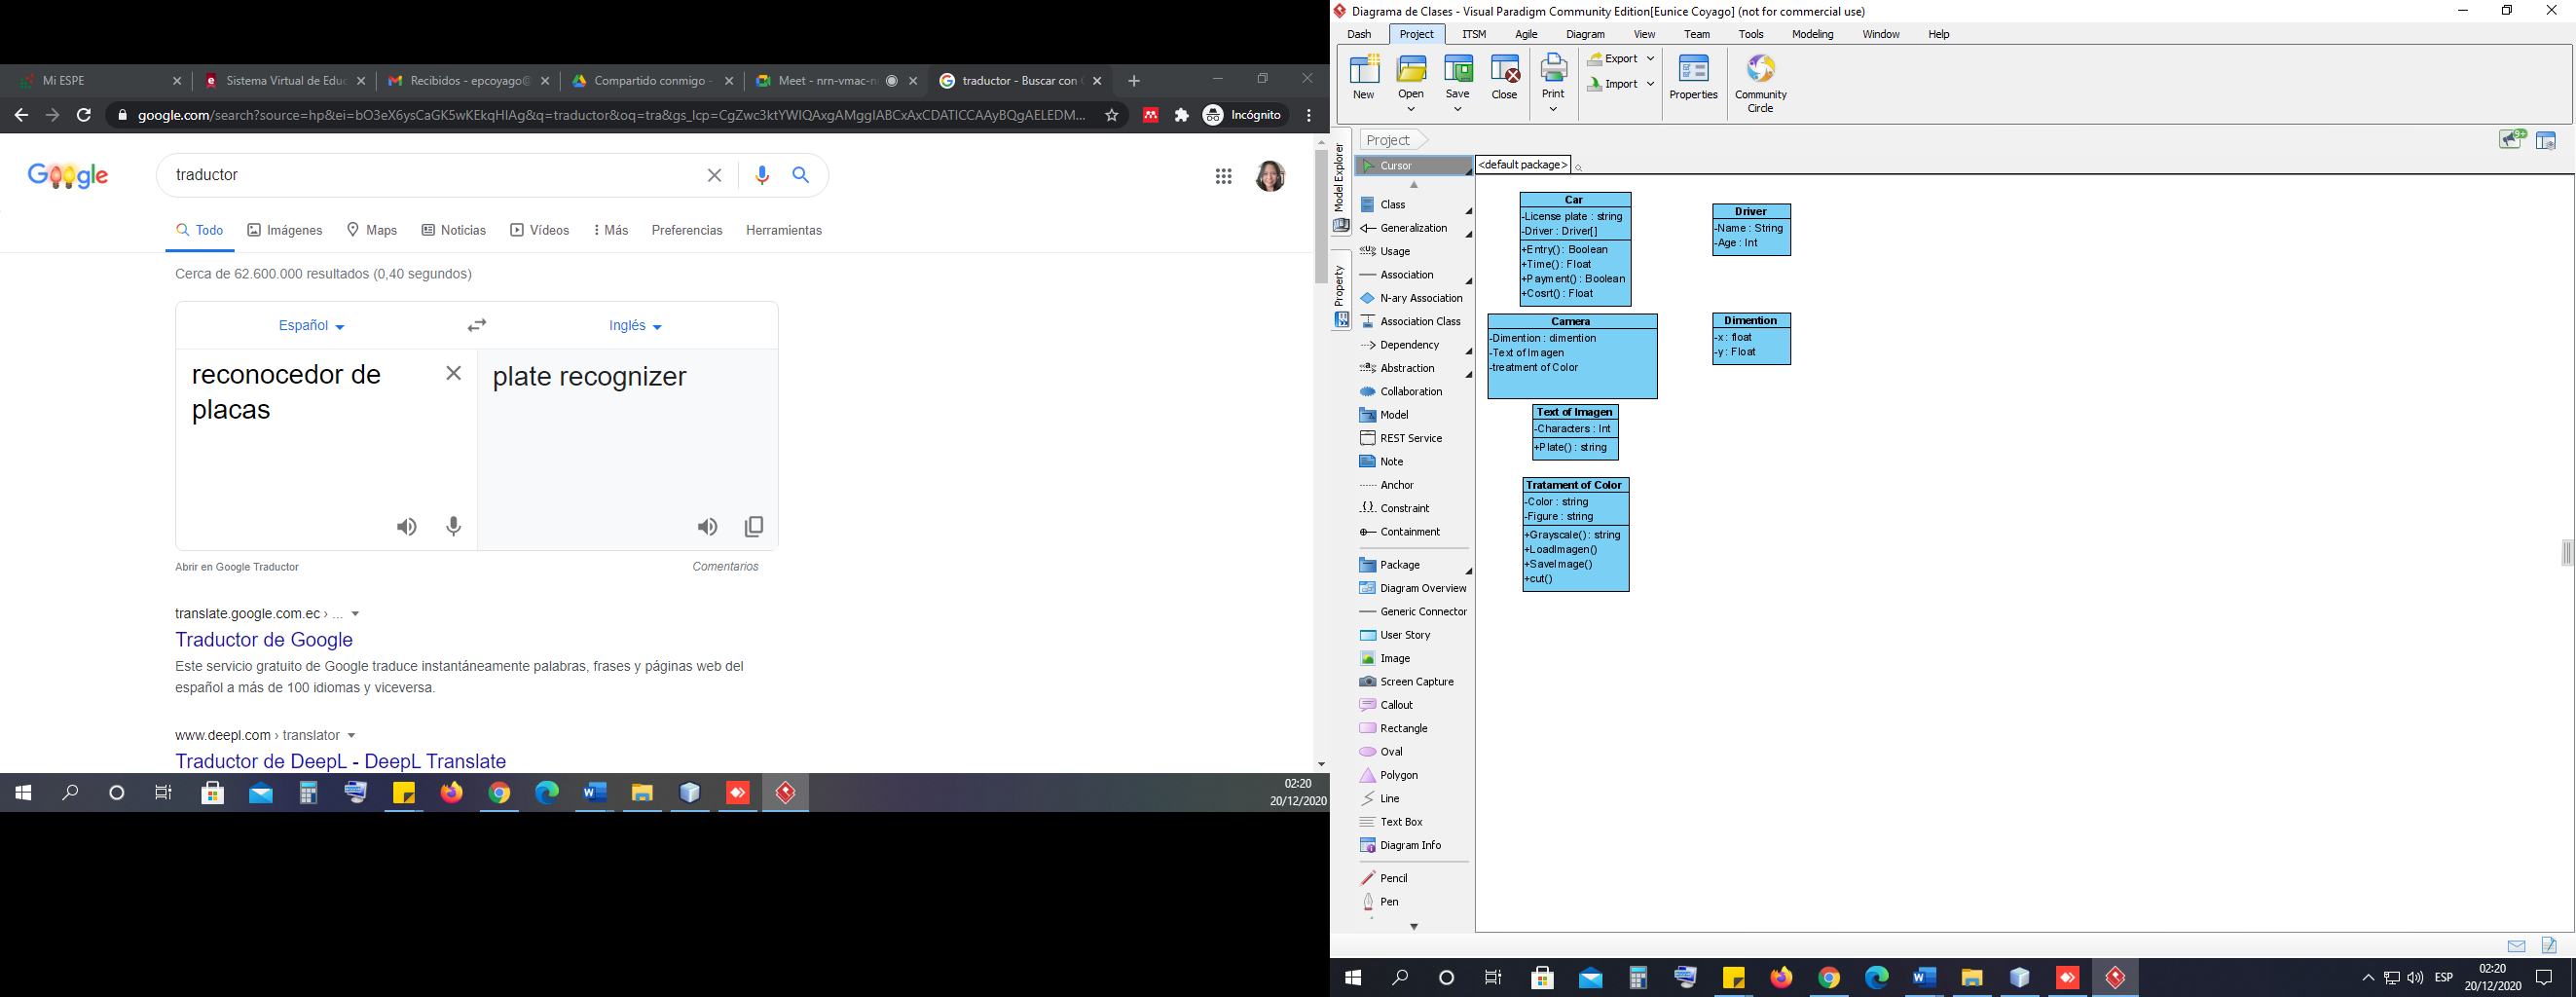 Mi ESPE
Sistema Virtual de Educ
Recibidos - epcoyago@
Compartido conmigo -
Meet - nrn-vmac-n
traductor - Buscar con G
google.com/search?source=hp&ei=
&q=traductor&oq=tra&gs_lcp=
Incógnito
Google
traductor
Todo
Imágenes
Maps
Noticias
Vídeos
Más
Preferencias
Herramientas
Cerca de 62.600.000 resultados (0,40 segundos)
Español
Inglés
reconocedor de
placas
plate recognizer
Abrir en Google Traductor
Comentarios
translate.google.com.ec › ...
Traductor de Google
Este servicio gratuito de Google traduce instantáneamente palabras, frases y páginas web del
español a más de 100 idiomas y viceversa.
www.deepl.com › translator
Traductor de DeepL - DeepL Translate
02:20
20/12/2020
Diagrama de Clases - Visual Paradigm Community Edition[Eunice Coyago] (not for commercial use)
Dash
Project
ITSM
Agile
Diagram
View
Team
Tools
Modeling
Window
Help
New
Open
Save
Close
Print
Export
Import
Properties
Community
Circle
Project
Model Explorer
Property
<default package>
Cursor
Class
Generalization
Usage
Association
N-ary Association
Association Class
Dependency
Abstraction
Collaboration
Model
REST Service
Note
Anchor
Constraint
Containment
Package
Diagram Overview
Generic Connector
User Story
Image
Screen Capture
Callout
Rectangle
Oval
Polygon
Line
Text Box
Diagram Info
Pencil
Pen
Car
-License plate : string
-Driver : Driver[]
+Entry() : Boolean
+Time() : Float
+Payment() : Boolean
+Cosrt() : Float
Driver
-Name : String
-Age : Int
Camera
-Dimention : dimention
-Text of Imagen
-treatment of Color
Dimention
-x : float
-y : Float
Text of Imagen
-Characters : Int
+Plate() : string
Tratament of Color
-Color : string
-Figure : string
+Grayscale() : string
+LoadImagen()
+SaveImage()
+cut()
ESP
02:20
20/12/2020